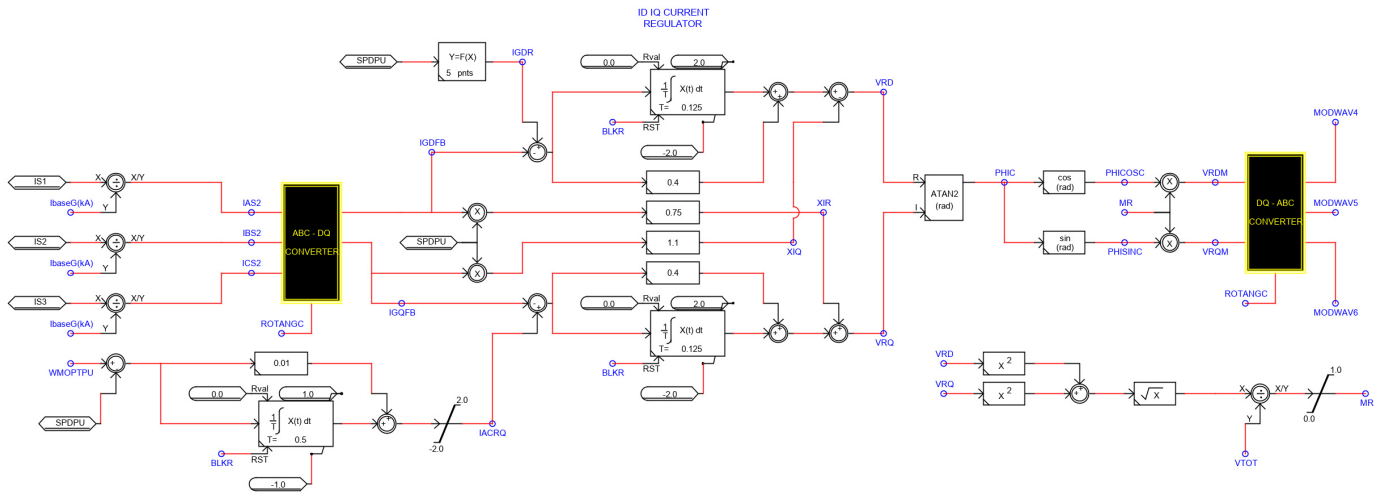 ID IQ CURRENT
REGULATOR
SPDPU
Y=F(X)
5 pnts
IGDR
0.0
Rval
2.0
1/T ∫ X(t) dt
T= 0.125
BLKR
RST
-2.0
+
+
+
+
VRD
IGDFB
-
+
0.4
IS1
X
÷
X/Y
Y
IbaseG(kA)
IAS2
IS2
X
÷
X/Y
Y
IbaseG(kA)
IBS2
IS3
X
÷
X/Y
Y
IbaseG(kA)
ICS2
ABC - DQ
CONVERTER
ROTANGC
X
SPDPU
X
0.75
XIR
1.1
XIQ
0.4
IGQFB
-
+
0.0
Rval
2.0
1/T ∫ X(t) dt
T= 0.125
BLKR
RST
-2.0
+
+
+
+
VRQ
R
I
ATAN2
(rad)
PHIC
cos
(rad)
PHICOSC
X
VRDM
MR
sin
(rad)
PHISINC
X
VRQM
DQ - ABC
CONVERTER
ROTANGC
MODWAV4
MODWAV5
MODWAV6
WMOPTPU
+
-
SPDPU
0.01
0.0
Rval
1.0
1/T ∫ X(t) dt
T= 0.5
BLKR
RST
-1.0
+
+
2.0
-2.0
IACRQ
VRD
X 2
VRQ
X 2
+
+
√X
X
÷
X/Y
Y
VTOT
1.0
0.0
MR